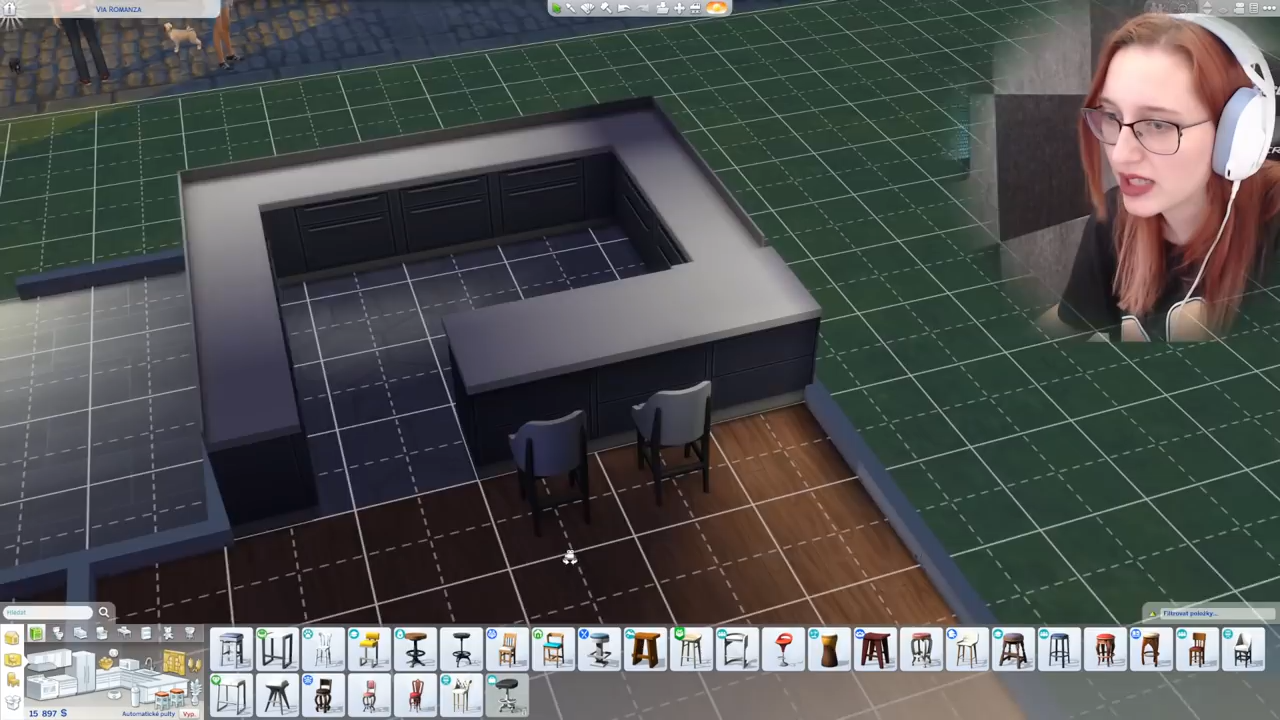 VIA ROMANZA
Hledat
Filtrovat položky...
15 897 §
Automatické pulty
Vyp.